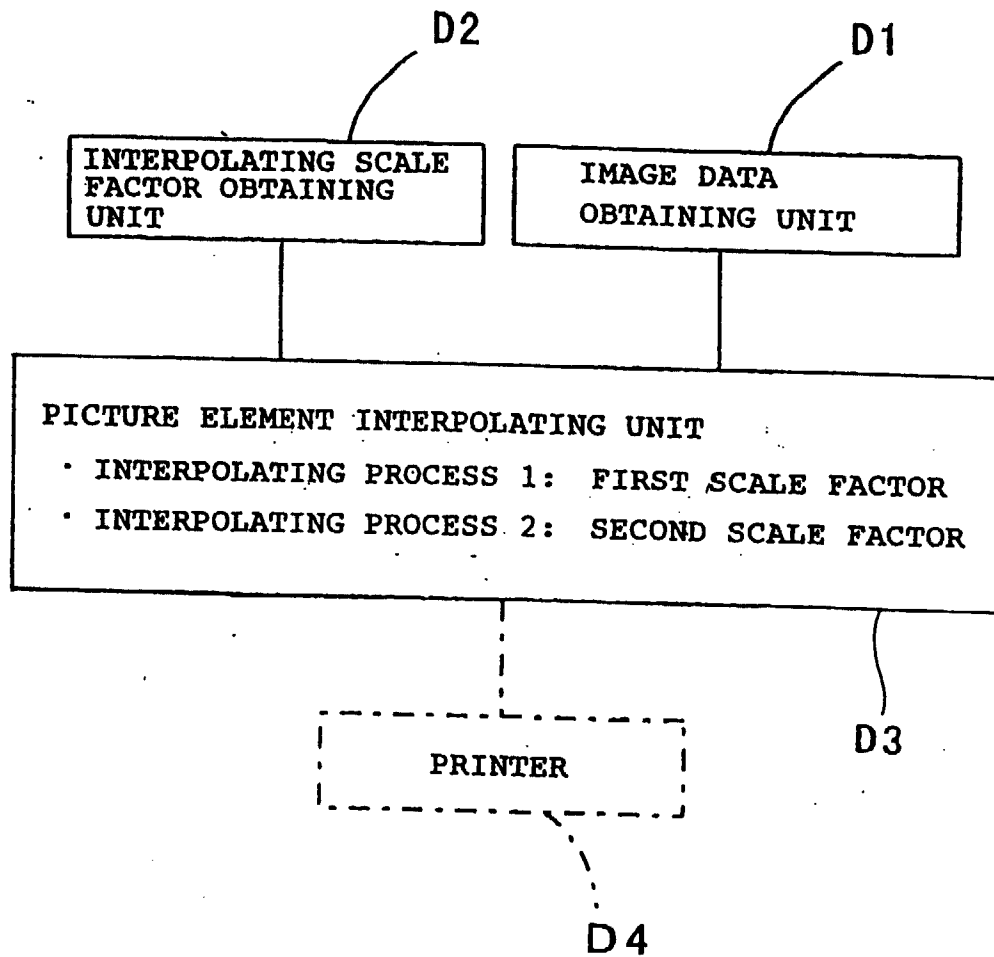 D2
D1
INTERPOLATING SCALE
FACTOR OBTAINING
UNIT
IMAGE DATA
OBTAINING UNIT
PICTURE ELEMENT INTERPOLATING UNIT
· INTERPOLATING PROCESS 1: FIRST SCALE FACTOR
· INTERPOLATING PROCESS 2: SECOND SCALE FACTOR
D3
PRINTER
D4